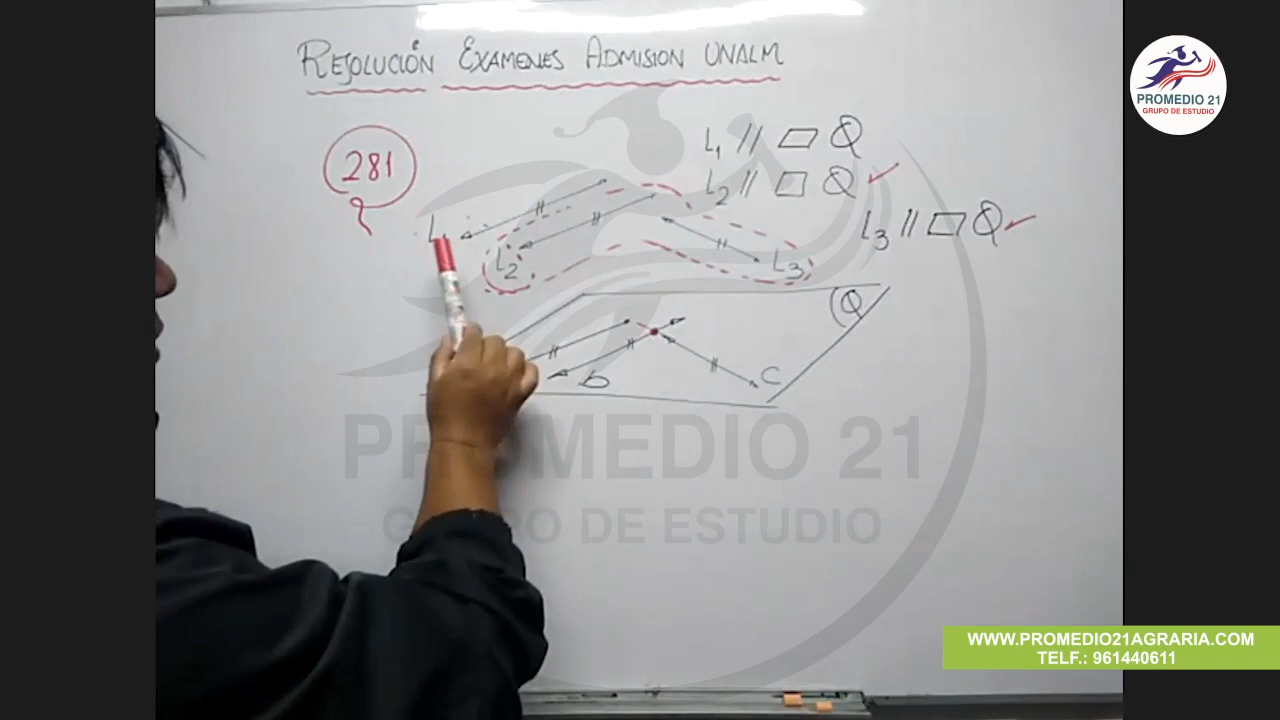 RESOLUCIÓN EXAMENES ADMISION UNALM
PROMEDIO 21
GRUPO DE ESTUDIO
281
L₁ // ▱ Q
L₂ // ▱ Q ✓
L₃ // ▱ Q ✓
L₂
L₃
Q
b
C
PROMEDIO 21
GRUPO DE ESTUDIO
WWW.PROMEDIO21AGRARIA.COM
TELF.: 961440611